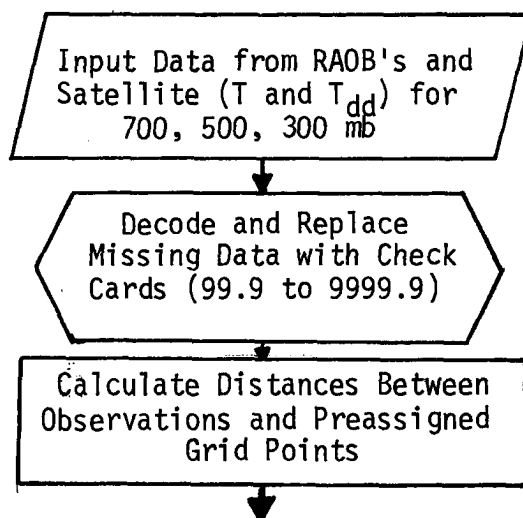 Input Data from RAOB's and
Satellite (T and Tdd) for
700, 500, 300 mb
Decode and Replace
Missing Data with Check
Cards (99.9 to 9999.9)
Calculate Distances Between
Observations and Preassigned
Grid Points